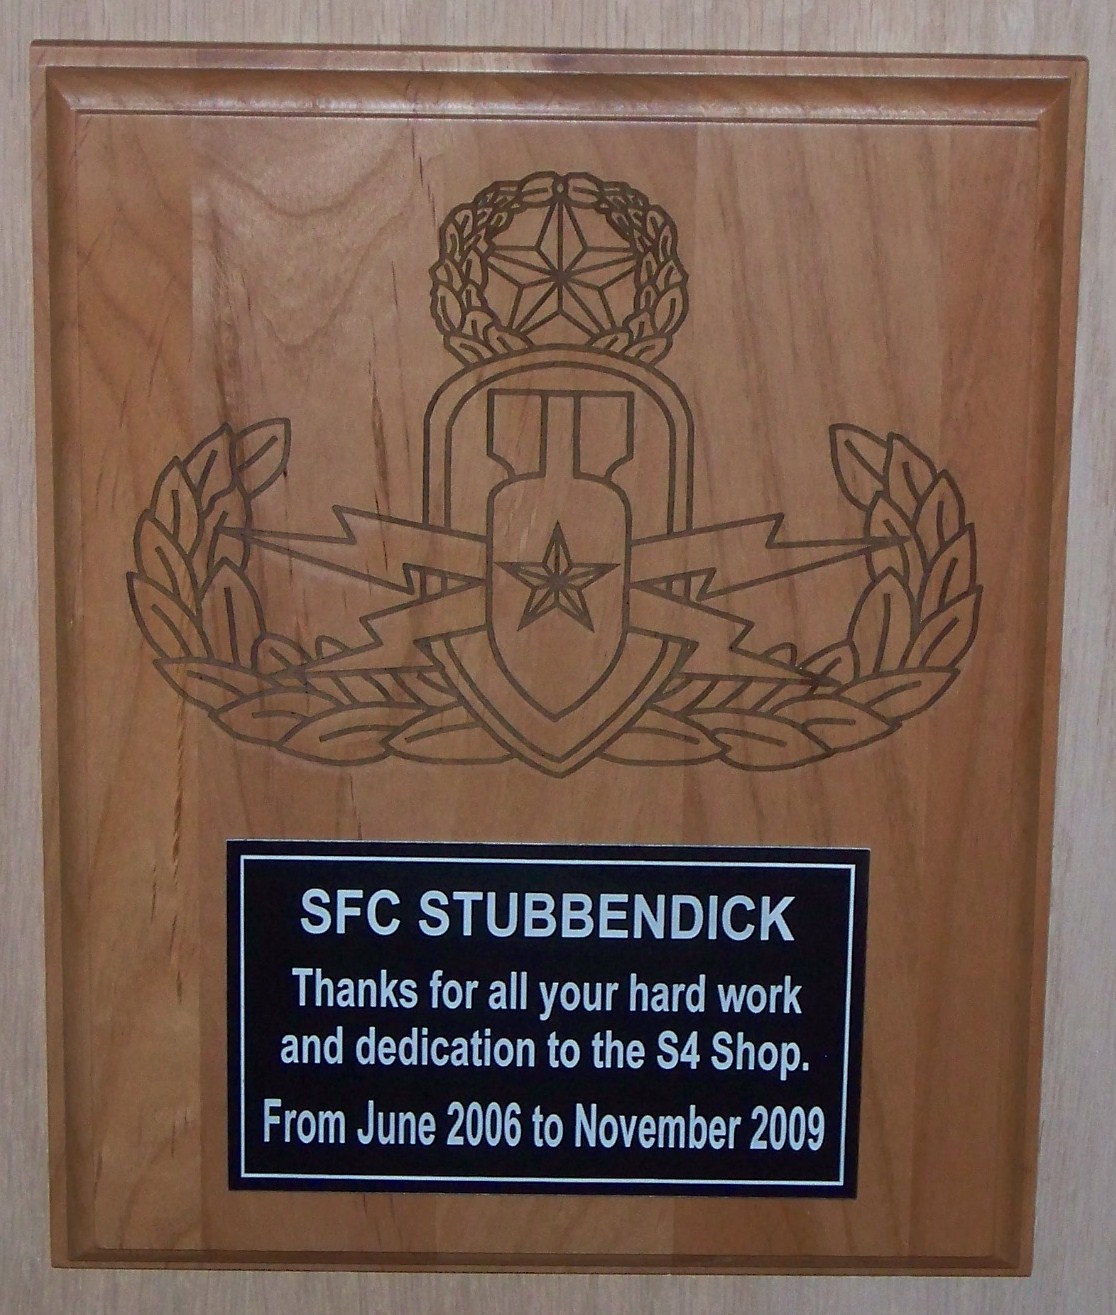 SFC STUBBENDICK
Thanks for all your hard work
and dedication to the S4 Shop.
From June 2006 to November 2009